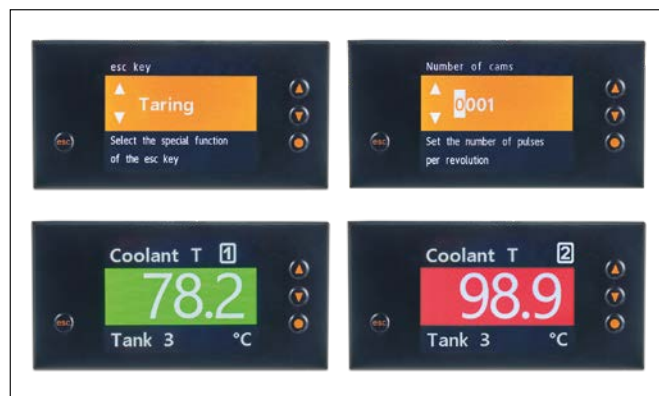 esc key
Taring
Select the special function
of the esc key
esc
Number of cams
0001
Set the number of pulses
per revolution
esc
Coolant T 1
78.2
Tank 3 °C
esc
Coolant T 2
98.9
Tank 3 °C
esc